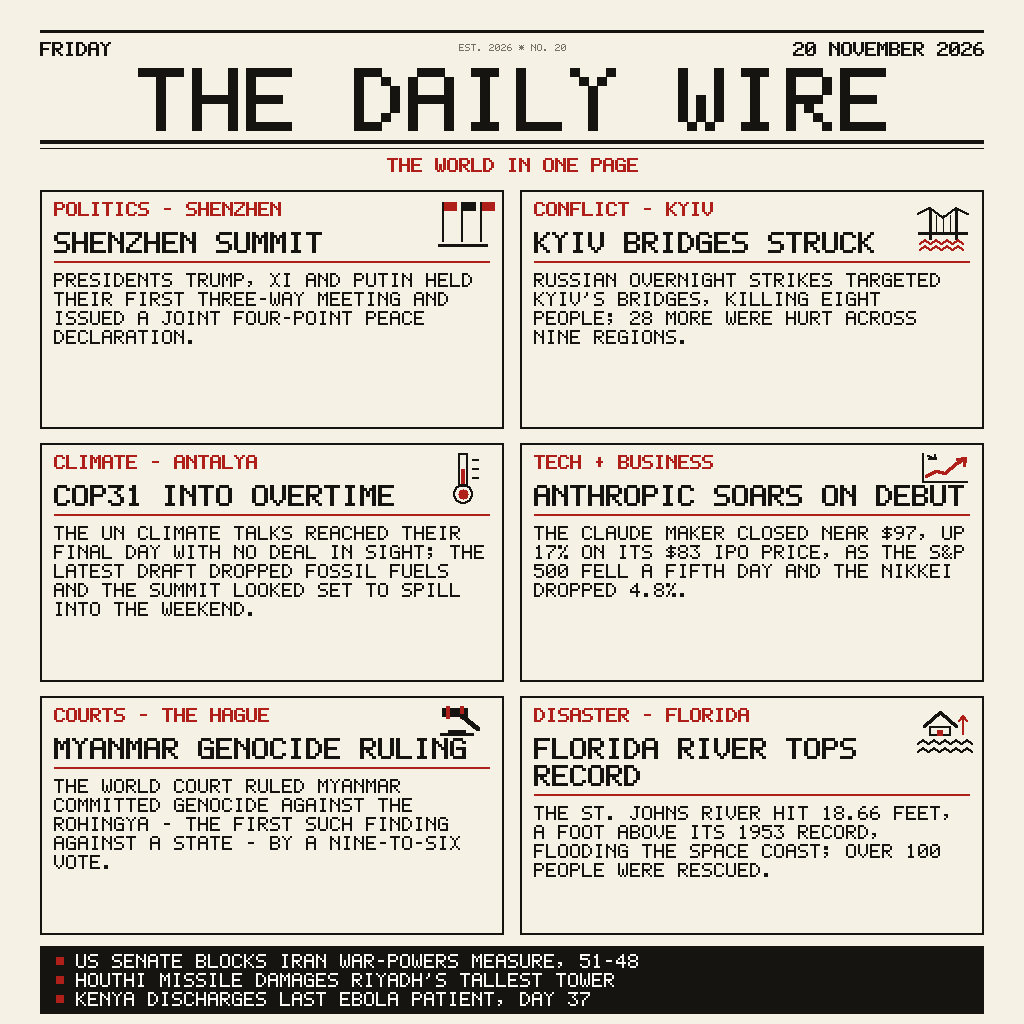 FRIDAY
EST. 2026 * NO. 20
20 NOVEMBER 2026
THE DAILY WIRE
THE WORLD IN ONE PAGE
POLITICS - SHENZHEN
SHENZHEN SUMMIT
PRESIDENTS TRUMP, XI AND PUTIN HELD
THEIR FIRST THREE-WAY MEETING AND
ISSUED A JOINT FOUR-POINT PEACE
DECLARATION.
CONFLICT - KYIV
KYIV BRIDGES STRUCK
RUSSIAN OVERNIGHT STRIKES TARGETED
KYIV'S BRIDGES, KILLING EIGHT
PEOPLE; 28 MORE WERE HURT ACROSS
NINE REGIONS.
CLIMATE - ANTALYA
COP31 INTO OVERTIME
THE UN CLIMATE TALKS REACHED THEIR
FINAL DAY WITH NO DEAL IN SIGHT; THE
LATEST DRAFT DROPPED FOSSIL FUELS
AND THE SUMMIT LOOKED SET TO SPILL
INTO THE WEEKEND.
TECH + BUSINESS
ANTHROPIC SOARS ON DEBUT
THE CLAUDE MAKER CLOSED NEAR $97, UP
17% ON ITS $83 IPO PRICE, AS THE S&P
500 FELL A FIFTH DAY AND THE NIKKEI
DROPPED 4.8%.
COURTS - THE HAGUE
MYANMAR GENOCIDE RULING
THE WORLD COURT RULED MYANMAR
COMMITTED GENOCIDE AGAINST THE
ROHINGYA - THE FIRST SUCH FINDING
AGAINST A STATE - BY A NINE-TO-SIX
VOTE.
DISASTER - FLORIDA
FLORIDA RIVER TOPS
RECORD
THE ST. JOHNS RIVER HIT 18.66 FEET,
A FOOT ABOVE ITS 1953 RECORD,
FLOODING THE SPACE COAST; OVER 100
PEOPLE WERE RESCUED.
US SENATE BLOCKS IRAN WAR-POWERS MEASURE, 51-48
HOUTHI MISSILE DAMAGES RIYADH'S TALLEST TOWER
KENYA DISCHARGES LAST EBOLA PATIENT, DAY 37